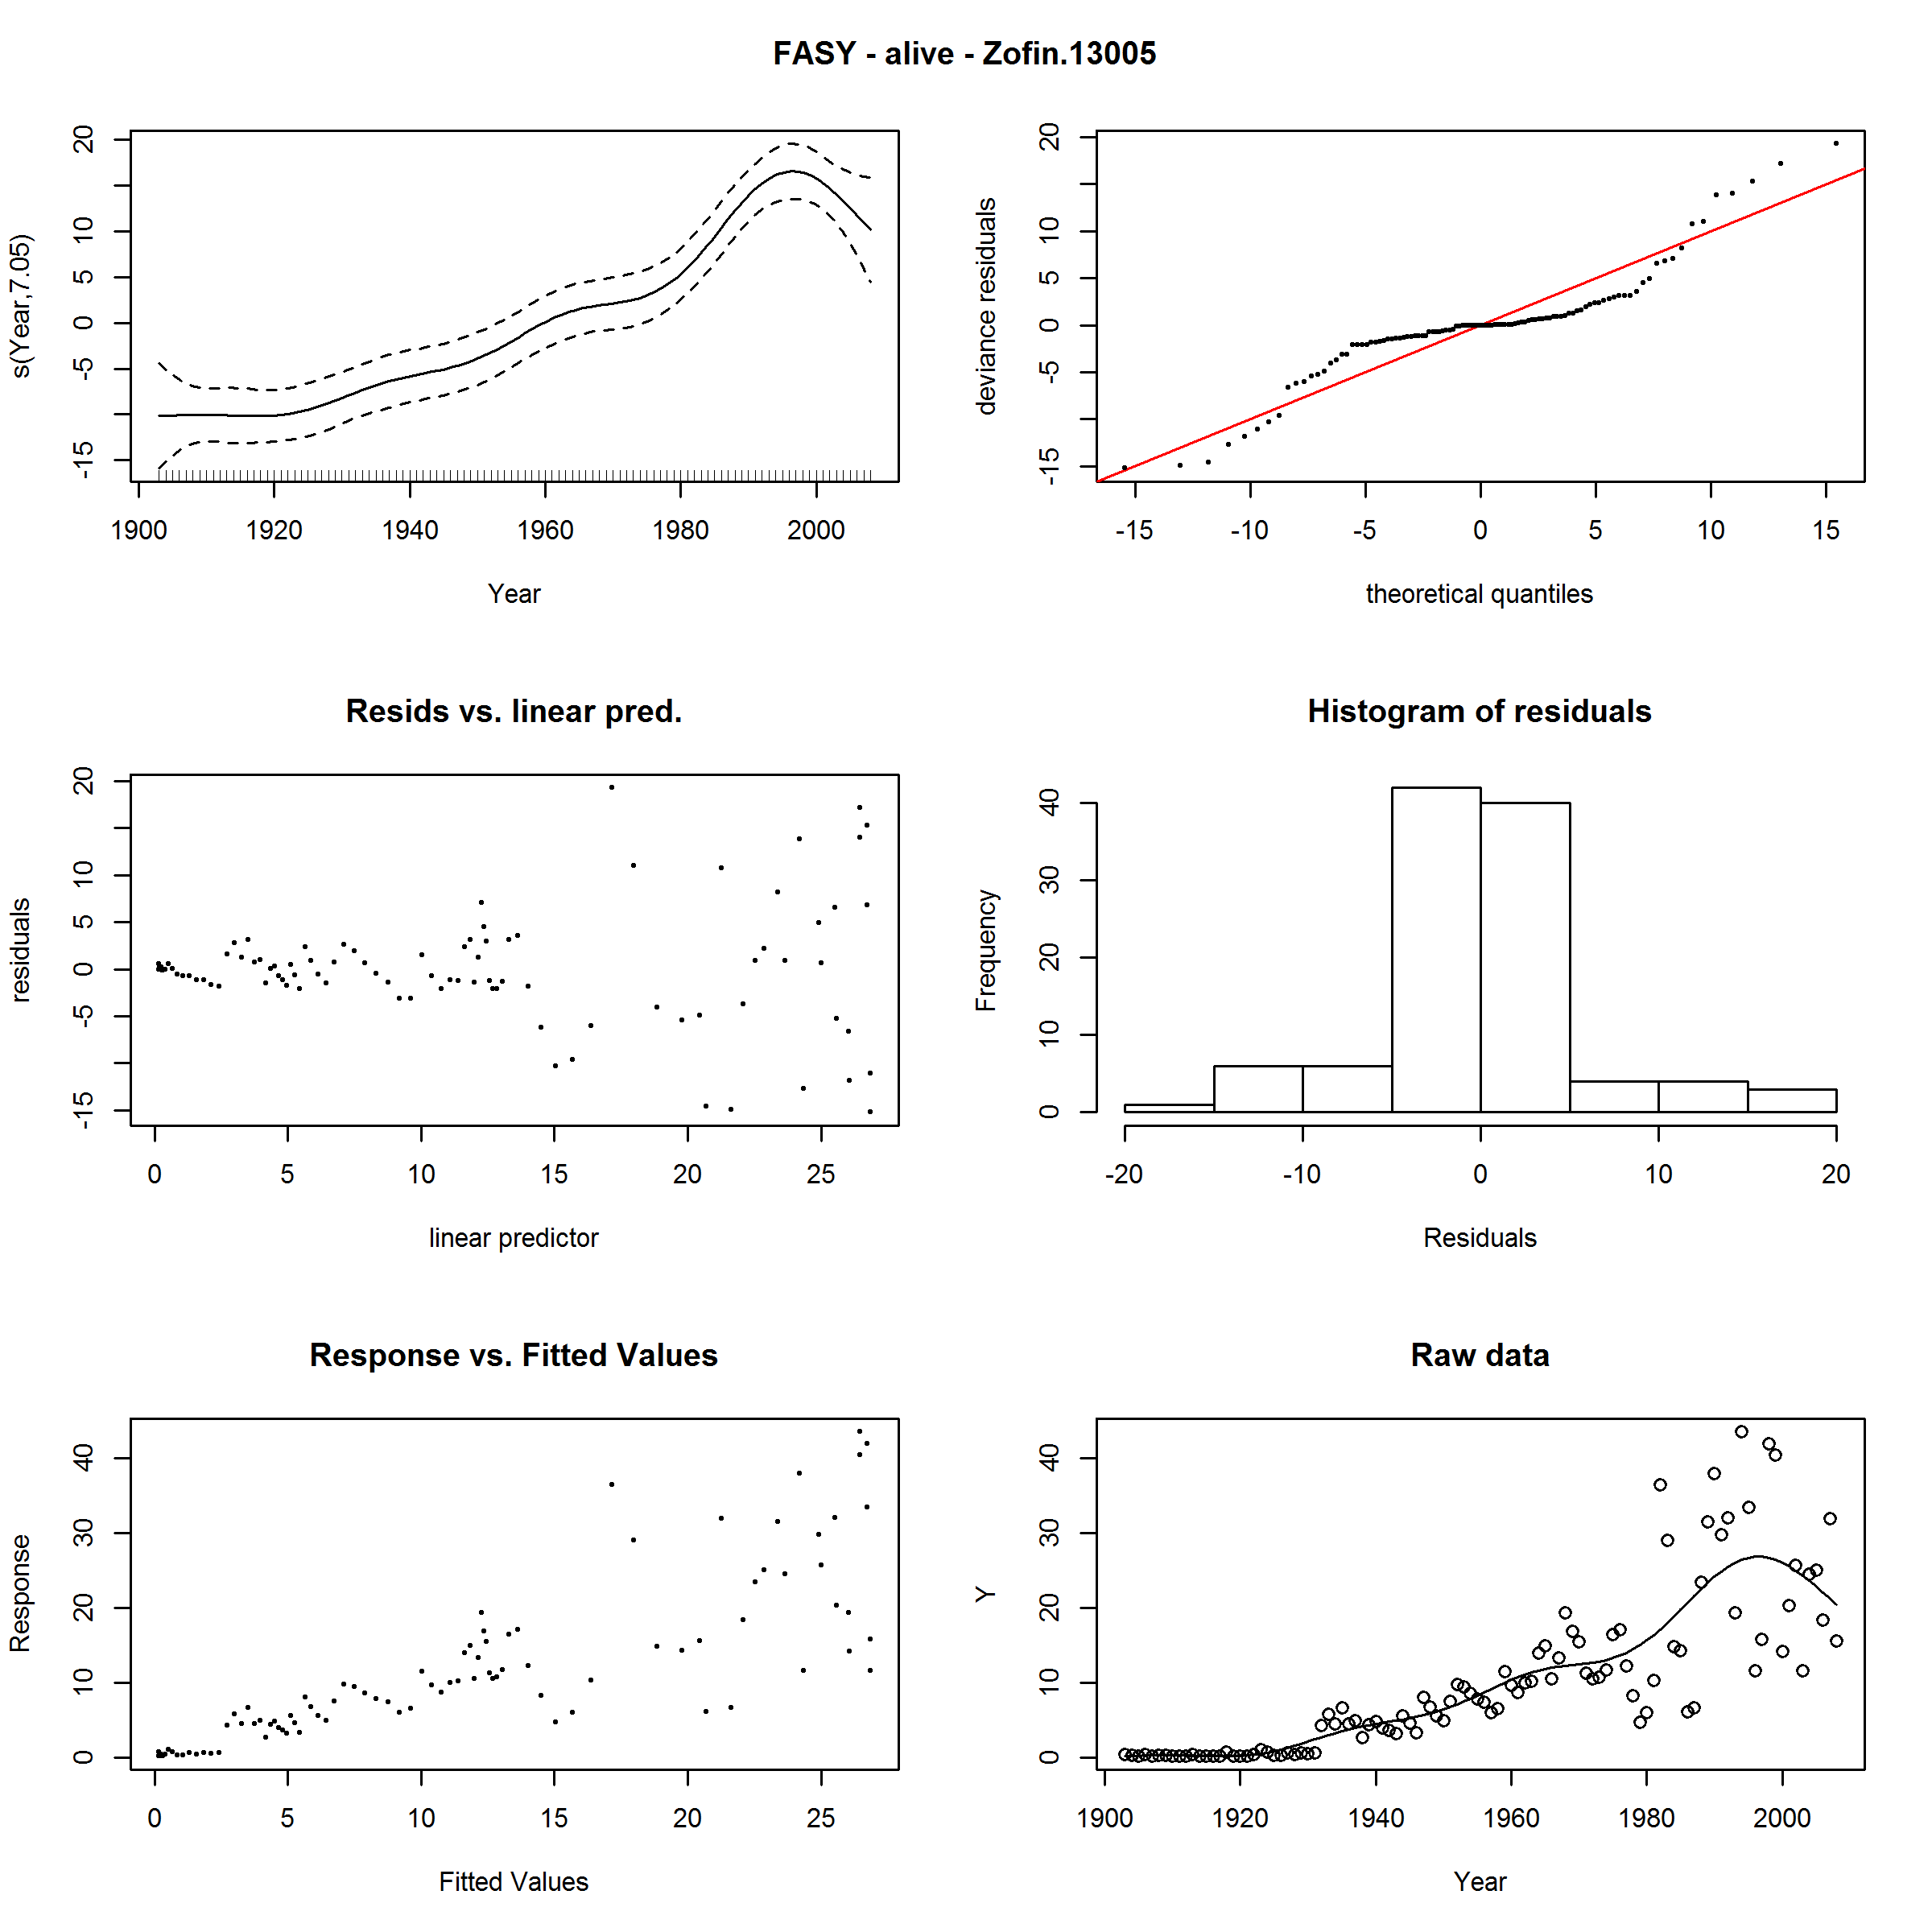 FASY - alive - Zofin.13005
s(Year,7.05)
-15 -5 0 5 10 20
1900 1920 1940 1960 1980 2000
Year
deviance residuals
-15 -5 0 5 10 20
-15 -10 -5 0 5 10 15
theoretical quantiles
Resids vs. linear pred.
residuals
-15 -5 0 5 10 20
0 5 10 15 20 25
linear predictor
Histogram of residuals
Frequency
0 10 20 30 40
-20 -10 0 10 20
Residuals
Response vs. Fitted Values
Response
0 10 20 30 40
0 5 10 15 20 25
Fitted Values
Raw data
Y
0 10 20 30 40
1900 1920 1940 1960 1980 2000
Year